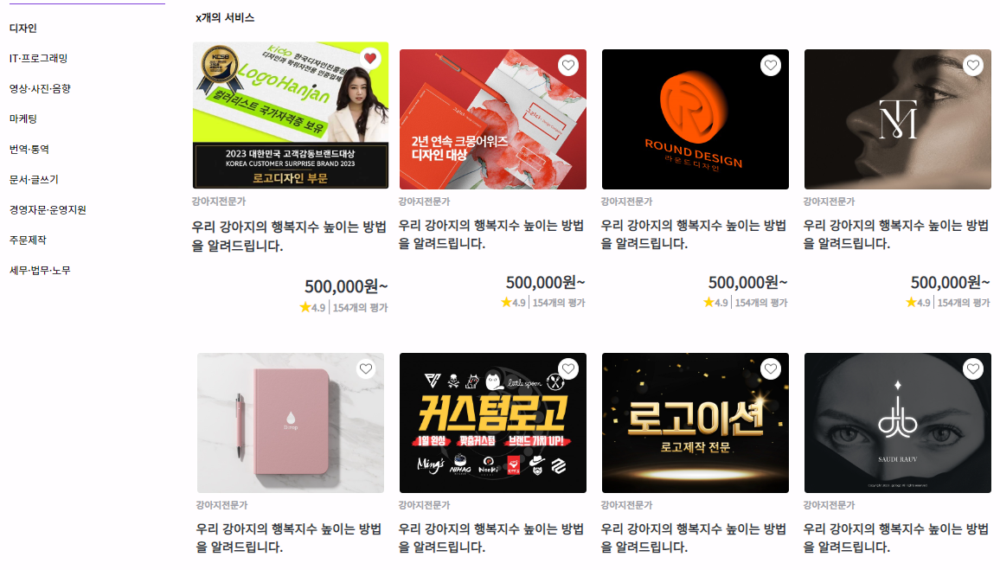 x개의 서비스
디자인
IT·프로그래밍
영상·사진·음향
마케팅
번역·통역
문서·글쓰기
경영자문·운영지원
주문제작
세무·법무·노무
KCSB
kidp 한국디자인진흥원
디자인과 학위자전용 인증업체
LogoHanjan
컬러리스트 국가자격증 보유
2023 대한민국 고객감동브랜드대상
KOREA CUSTOMER SURPRISE BRAND 2023
로고디자인 부문
강아지전문가
우리 강아지의 행복지수 높이는 방법
을 알려드립니다.
500,000원~
4.9 | 154개의 평가
2년 연속 크몽어워즈
디자인 대상
강아지전문가
우리 강아지의 행복지수 높이는 방법
을 알려드립니다.
500,000원~
4.9 | 154개의 평가
ROUND DESIGN
라운드디자인
강아지전문가
우리 강아지의 행복지수 높이는 방법
을 알려드립니다.
500,000원~
4.9 | 154개의 평가
TM
강아지전문가
우리 강아지의 행복지수 높이는 방법
을 알려드립니다.
500,000원~
4.9 | 154개의 평가
강아지전문가
우리 강아지의 행복지수 높이는 방법
을 알려드립니다.
little spoon
커스텀로고
1일 완성 맞춤커스텀 브랜드 가치 UP!
Ming's NIHAO
강아지전문가
우리 강아지의 행복지수 높이는 방법
을 알려드립니다.
로고이션
로고제작 전문
강아지전문가
우리 강아지의 행복지수 높이는 방법
을 알려드립니다.
SAUDI RAUV
강아지전문가
우리 강아지의 행복지수 높이는 방법
을 알려드립니다.